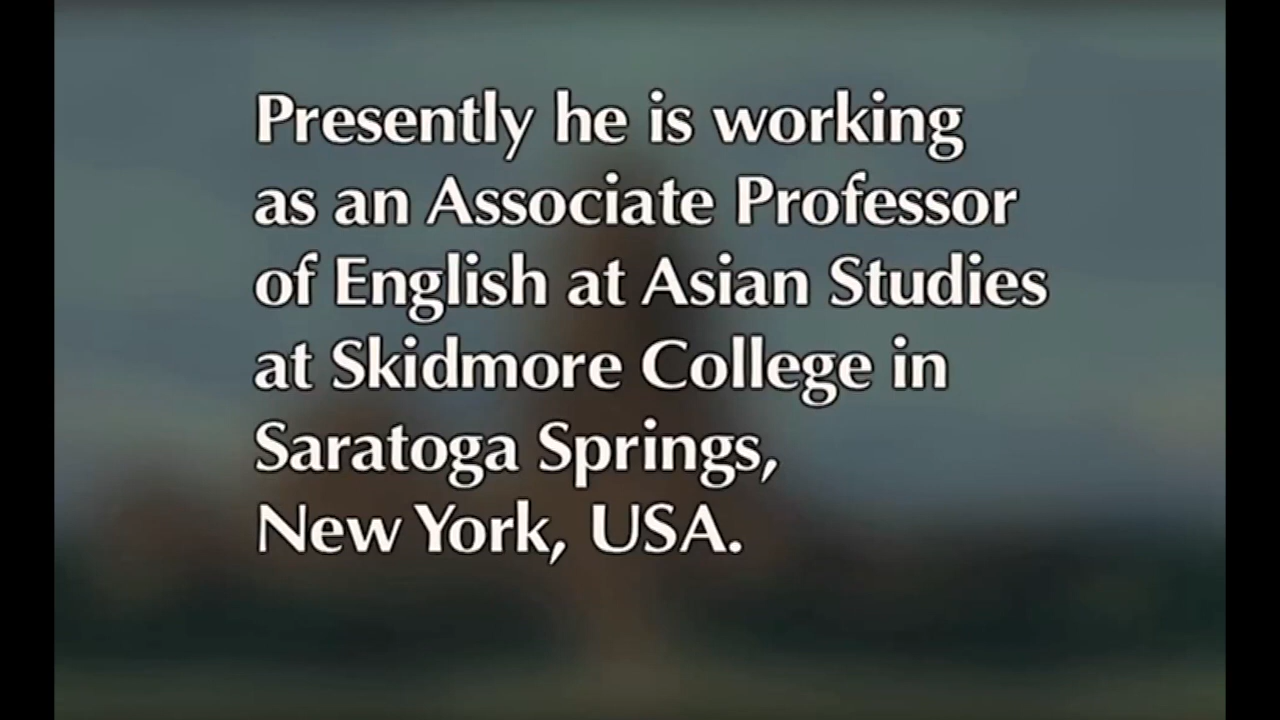 Presently he is working
as an Associate Professor
of English at Asian Studies
at Skidmore College in
Saratoga Springs,
New York, USA.